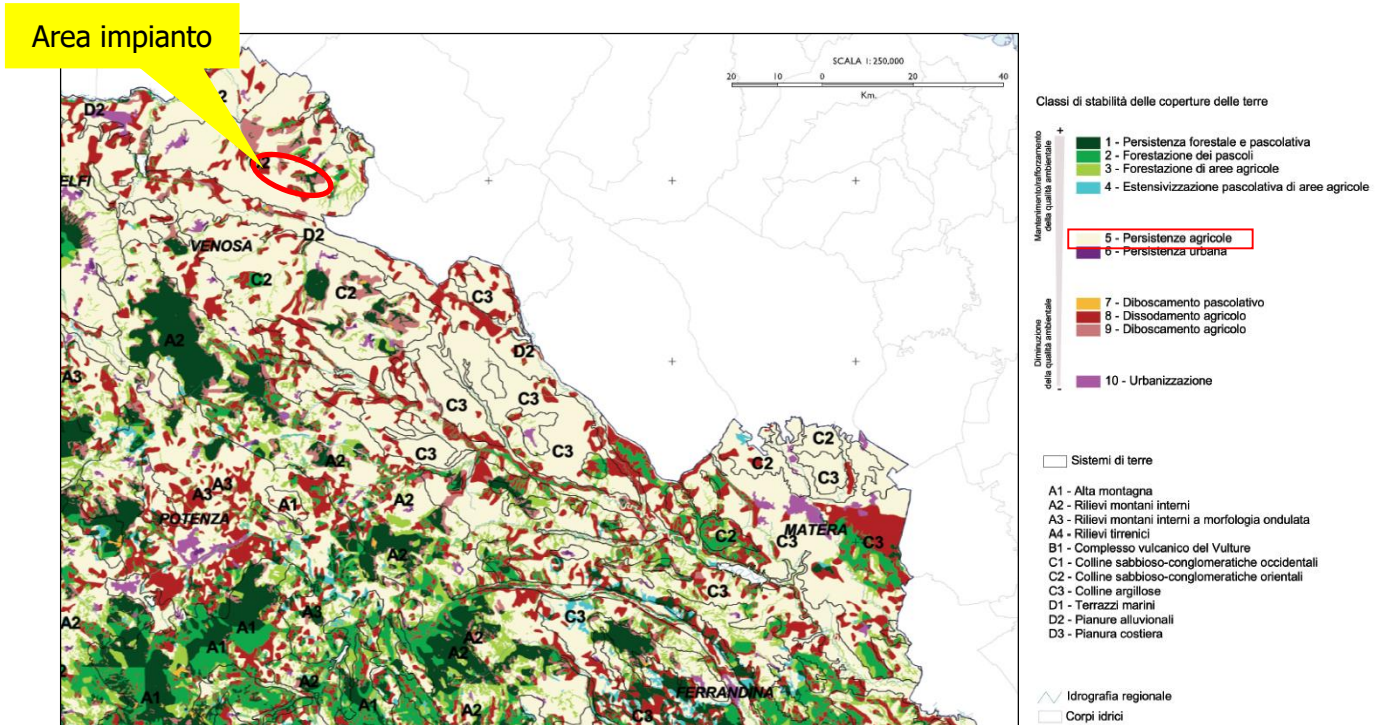 Area impianto
SCALA 1: 250,000
20 10 0 20 40
Km.
D2
2
2
ELFI
VENOSA
D2
C2
C2
C3
A2
D2
A3
C3
C3
C3
C3
C2
C2
C3
A2
A3
A3
A1
A2
POTENZA
MATERA
C2
C3
C3
A2
A3
C3
C3
A2
A2
A2
A1
A1
A2
2
A2
A1
A1
A2
C3
FERRANDINA
Classi di stabilità delle coperture delle terre
+
Mantenimento/rafforzamento
della qualità ambientale
1 - Persistenza forestale e pascolativa
2 - Forestazione dei pascoli
3 - Forestazione di aree agricole
4 - Estensivizzazione pascolativa di aree agricole
5 - Persistenze agricole
6 - Persistenza urbana
Diminuzione
della qualità ambientale
7 - Diboscamento pascolativo
8 - Dissodamento agricolo
9 - Diboscamento agricolo
10 - Urbanizzazione
-
Sistemi di terre
A1 - Alta montagna
A2 - Rilievi montani interni
A3 - Rilievi montani interni a morfologia ondulata
A4 - Rilievi tirrenici
B1 - Complesso vulcanico del Vulture
C1 - Colline sabbioso-conglomeratiche occidentali
C2 - Colline sabbioso-conglomeratiche orientali
C3 - Colline argillose
D1 - Terrazzi marini
D2 - Pianure alluvionali
D3 - Pianura costiera
Idrografia regionale
Corpi idrici